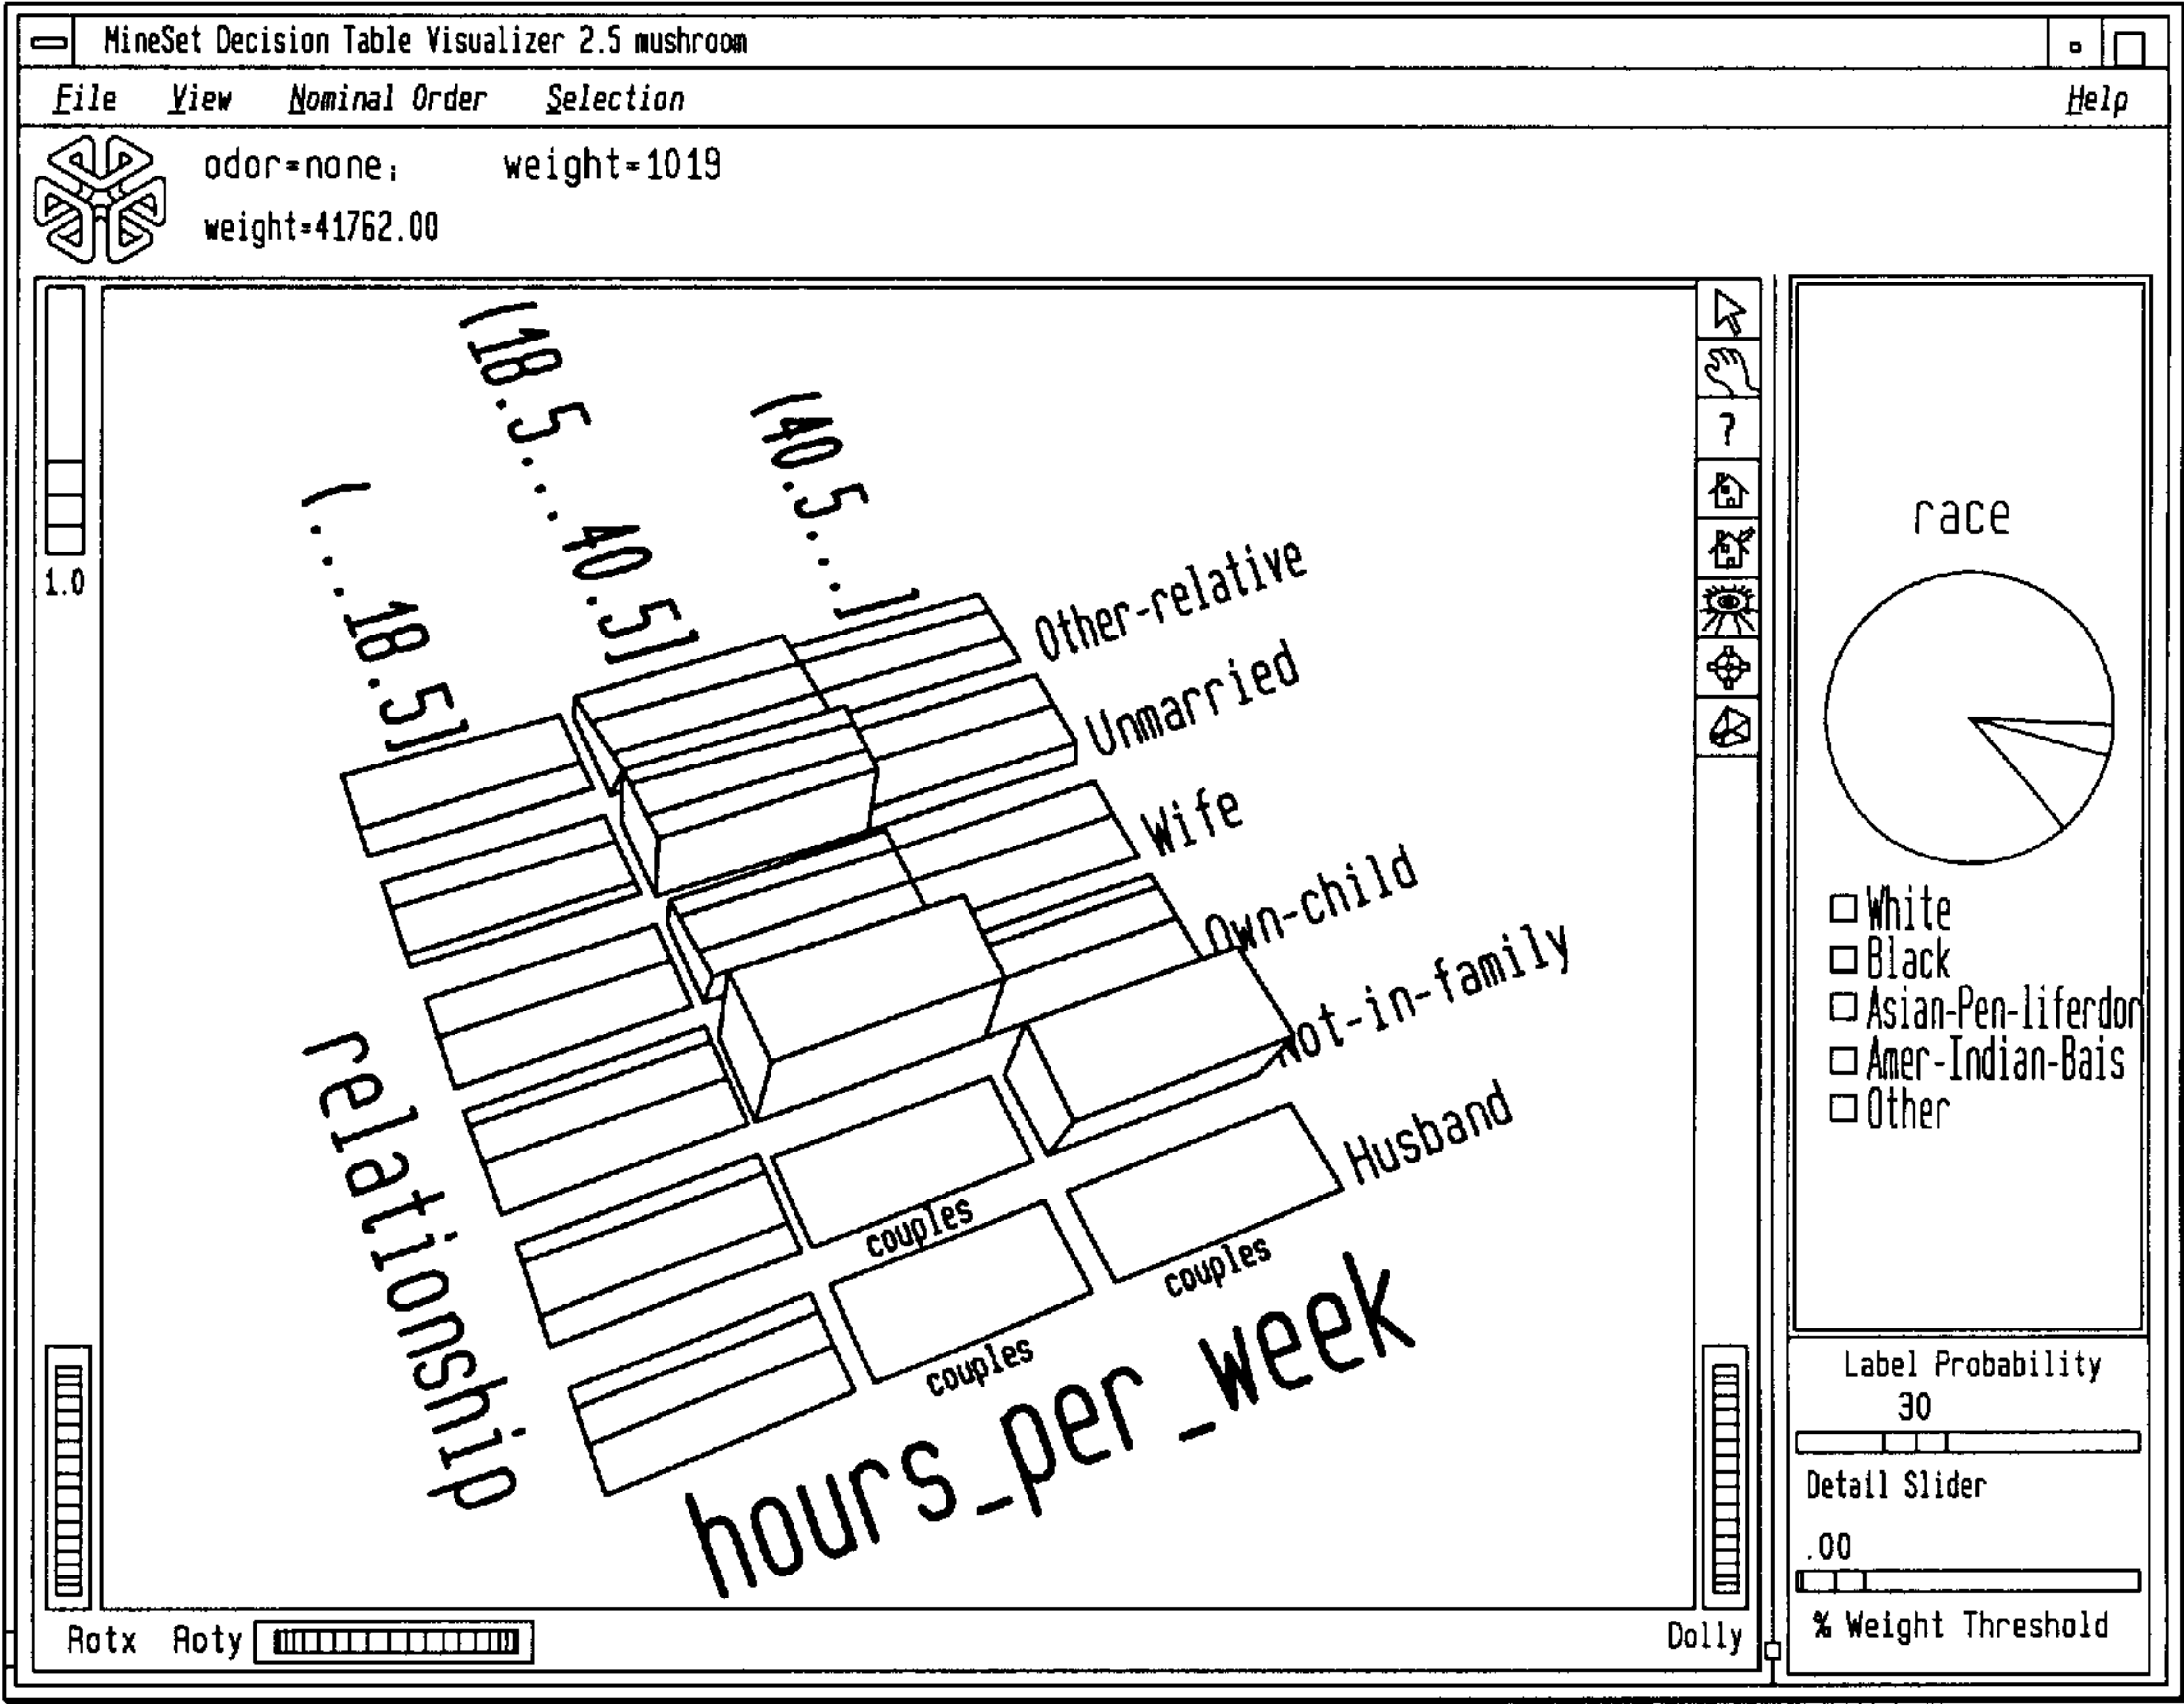 MineSet Decision Table Visualizer 2.5 mushroom
File View Nominal Order Selection Help
odor=none; weight=1019
weight=41762.00
1.0
(...18.5]
(18.5...40.5]
(40.5...]
Other-relative
Unmarried
Wife
Own-child
Not-in-family
Husband
couples
couples
couples
relationship
hours_per_week
?
race
White
Black
Asian-Pen-liferdon
Amer-Indian-Bais
Other
Label Probability
30
Detail Slider
.00
% Weight Threshold
Rotx Roty
Dolly